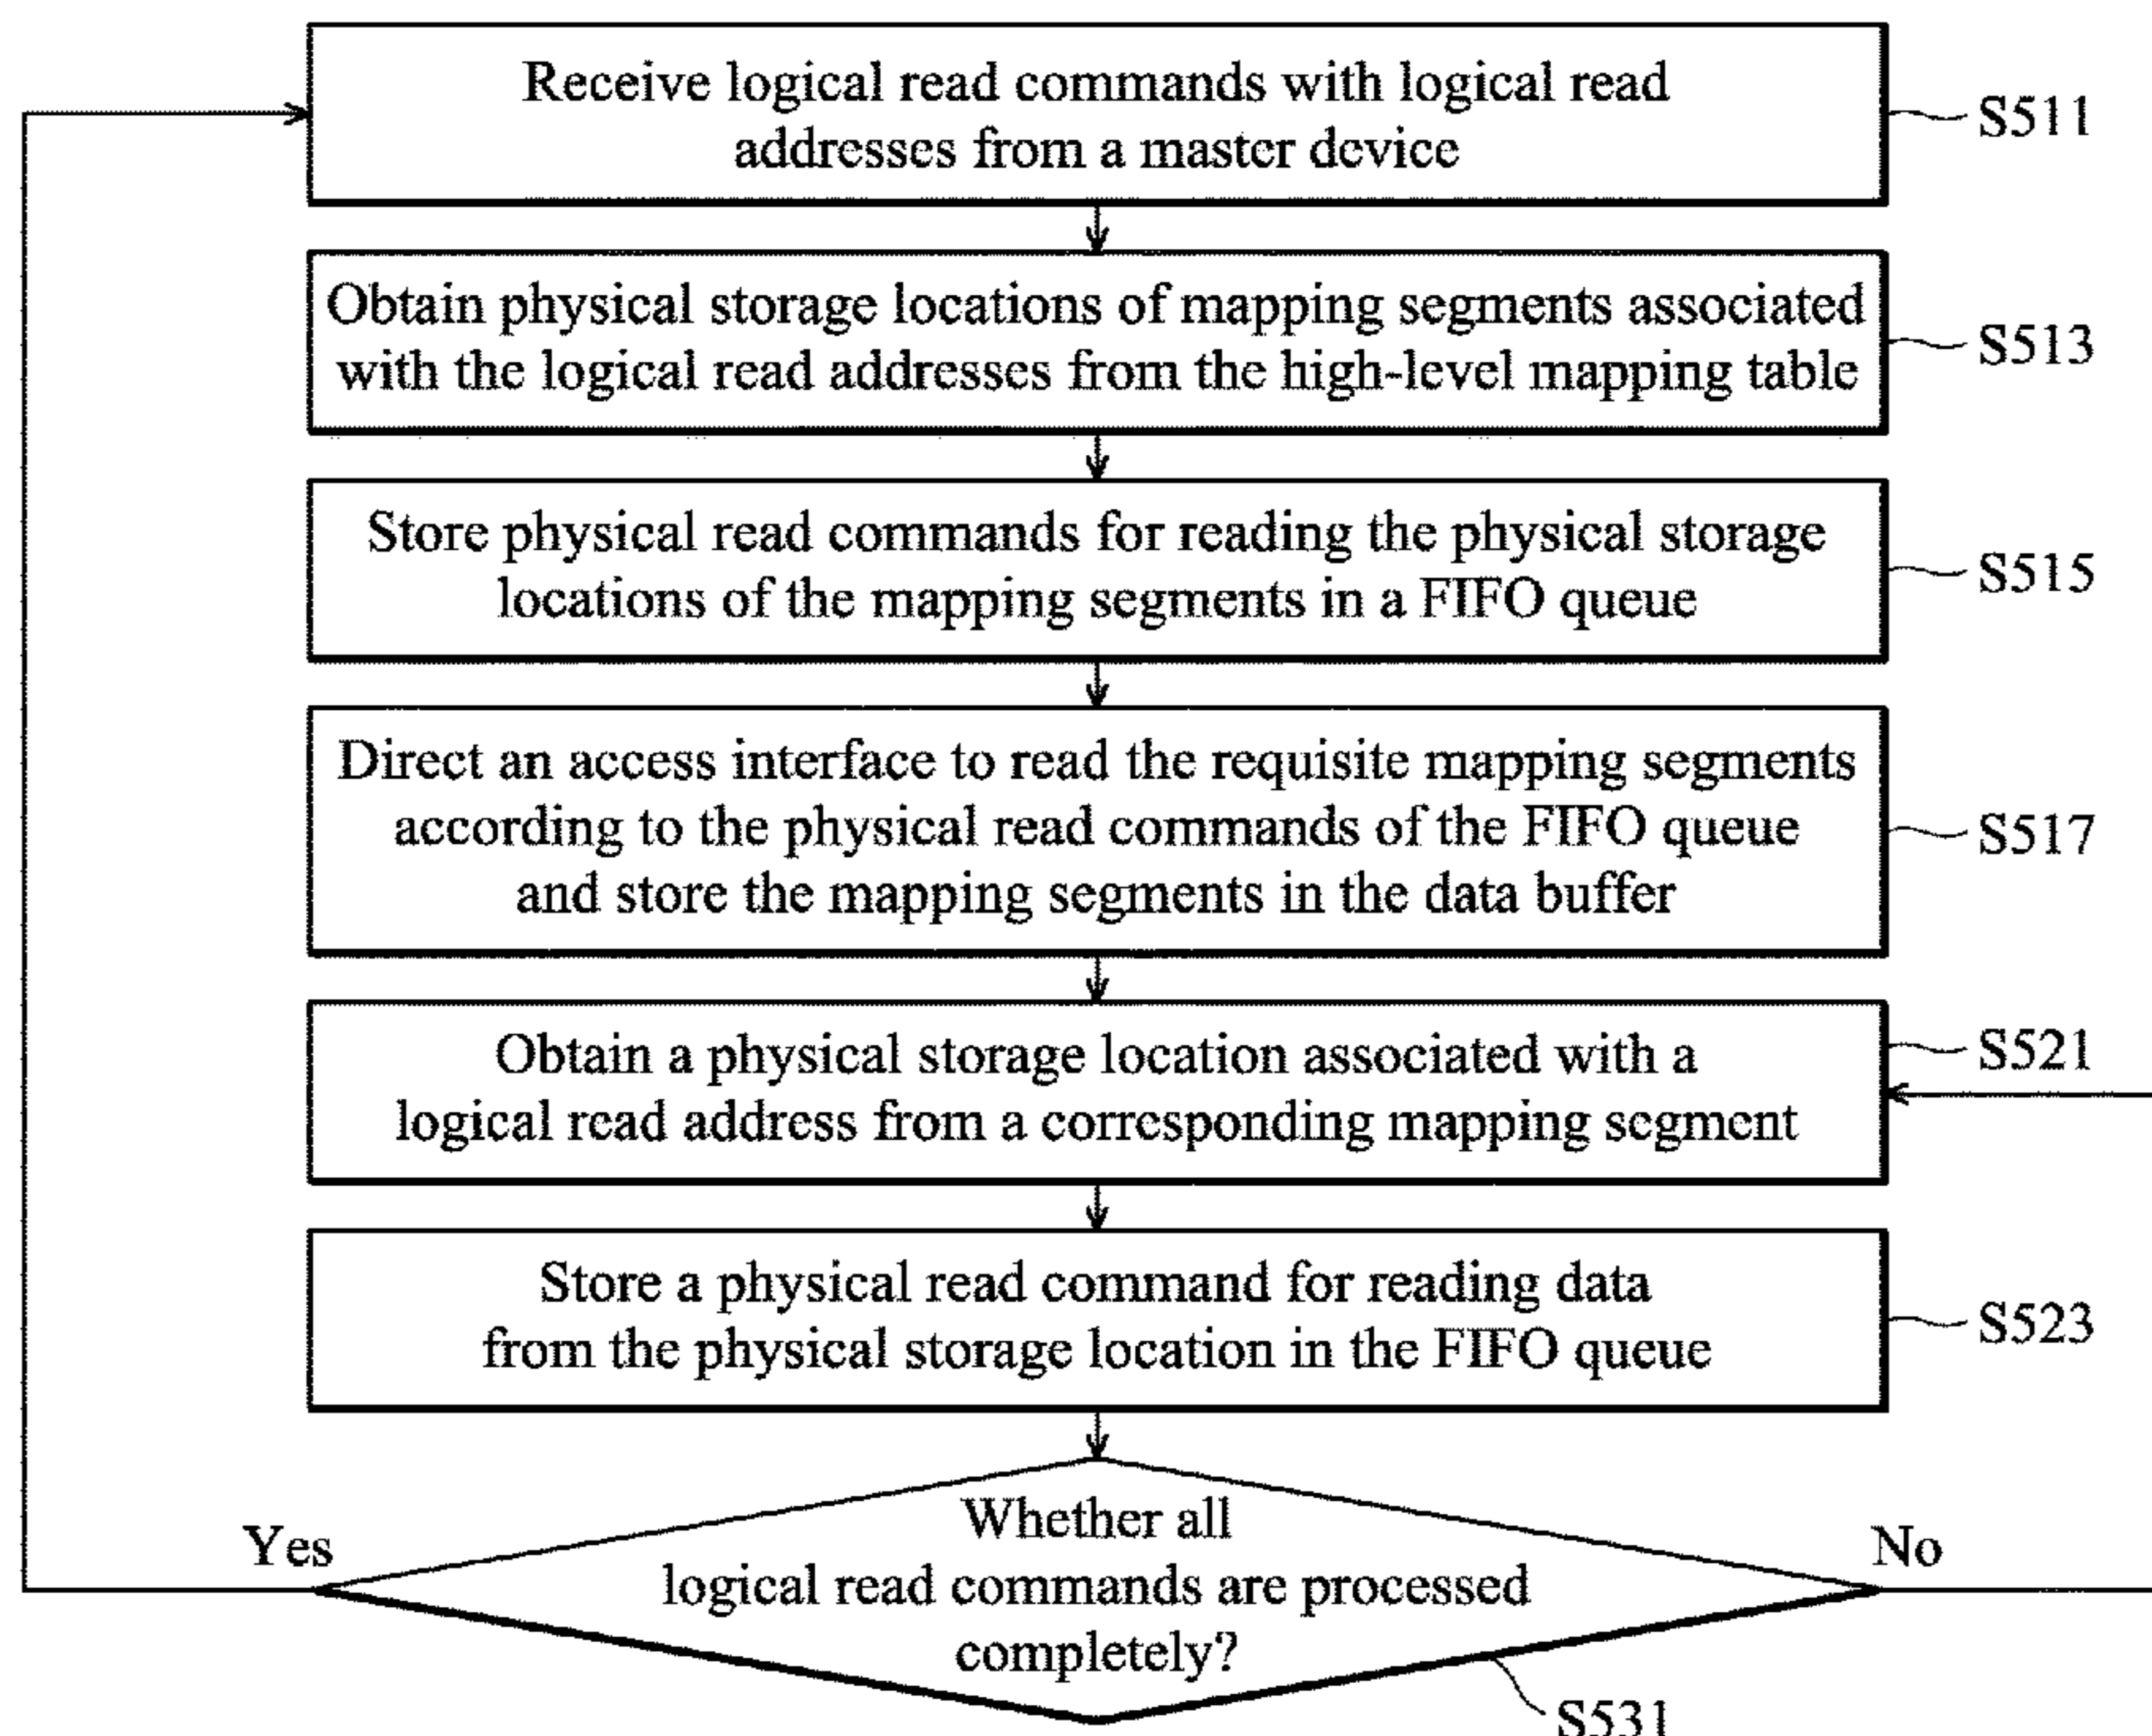 Receive logical read commands with logical read
addresses from a master device
S511
Obtain physical storage locations of mapping segments associated
with the logical read addresses from the high-level mapping table
S513
Store physical read commands for reading the physical storage
locations of the mapping segments in a FIFO queue
S515
Direct an access interface to read the requisite mapping segments
according to the physical read commands of the FIFO queue
and store the mapping segments in the data buffer
S517
Obtain a physical storage location associated with a
logical read address from a corresponding mapping segment
S521
Store a physical read command for reading data
from the physical storage location in the FIFO queue
S523
Whether all
logical read commands are processed
completely?
Yes
No
S531